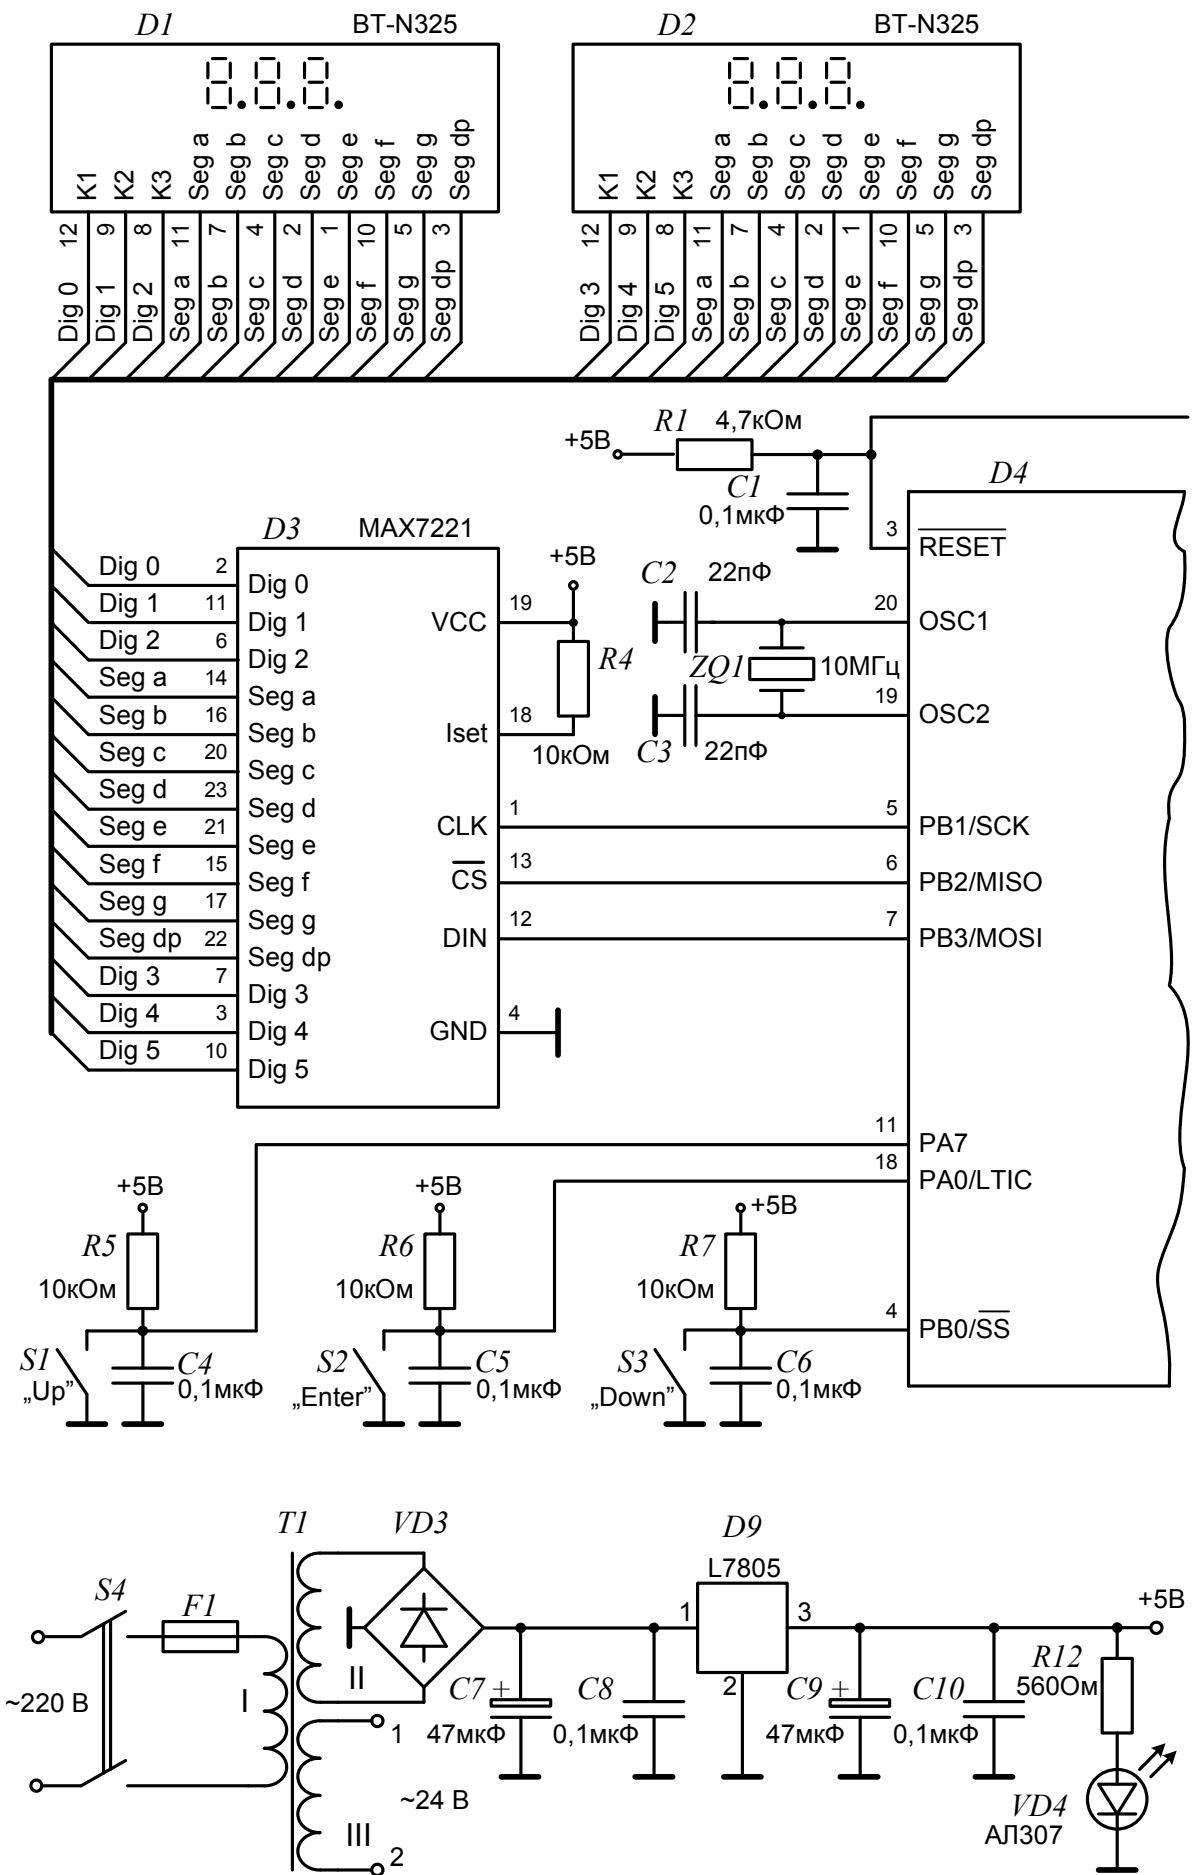 D1 BT-N325 D2 BT-N325
K1 K2 K3 Seg a Seg b Seg c Seg d Seg e Seg f Seg g Seg dp
K1 K2 K3 Seg a Seg b Seg c Seg d Seg e Seg f Seg g Seg dp
12 9 8 11 7 4 2 1 10 5 3
12 9 8 11 7 4 2 1 10 5 3
Dig 0 Dig 1 Dig 2 Seg a Seg b Seg c Seg d Seg e Seg f Seg g Seg dp
Dig 3 Dig 4 Dig 5 Seg a Seg b Seg c Seg d Seg e Seg f Seg g Seg dp
+5В R1 4,7кОм
C1
0,1мкФ
D4
3 RESET
C2 22пФ
20 OSC1
ZQ1 10МГц
19 OSC2
C3 22пФ
D3 MAX7221
Dig 0 2 Dig 0
Dig 1 11 Dig 1
Dig 2 6 Dig 2
Seg a 14 Seg a
Seg b 16 Seg b
Seg c 20 Seg c
Seg d 23 Seg d
Seg e 21 Seg e
Seg f 15 Seg f
Seg g 17 Seg g
Seg dp 22 Seg dp
Dig 3 7 Dig 3
Dig 4 3 Dig 4
Dig 5 10 Dig 5
+5В
VCC 19
R4
Iset 18
10кОм
CLK 1 5 PB1/SCK
CS 13 6 PB2/MISO
DIN 12 7 PB3/MOSI
GND 4
11 PA7
18 PA0/LTIC
4 PB0/SS
+5В +5В +5В
R5 R6 R7
10кОм 10кОм 10кОм
S1 C4 S2 C5 S3 C6
„Up” 0,1мкФ „Enter” 0,1мкФ „Down” 0,1мкФ
T1 VD3 D9
L7805
S4 F1 1 3 +5В
2
~220 В I II
C7 + C8 C9 + C10 R12
560Ом
47мкФ 0,1мкФ 47мкФ 0,1мкФ
1
~24 В
III
2
VD4
АЛ307